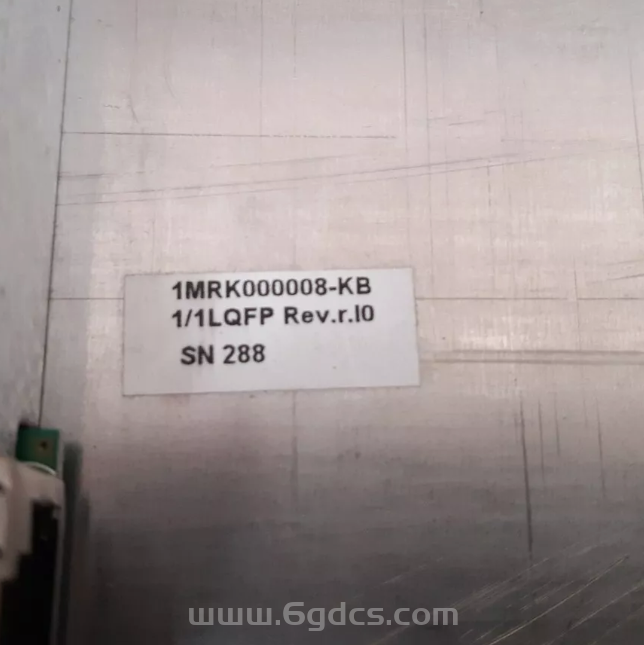 1MRK000008-KB
1/1LQFP Rev.r.I0
SN 288
www.6gdcs.com